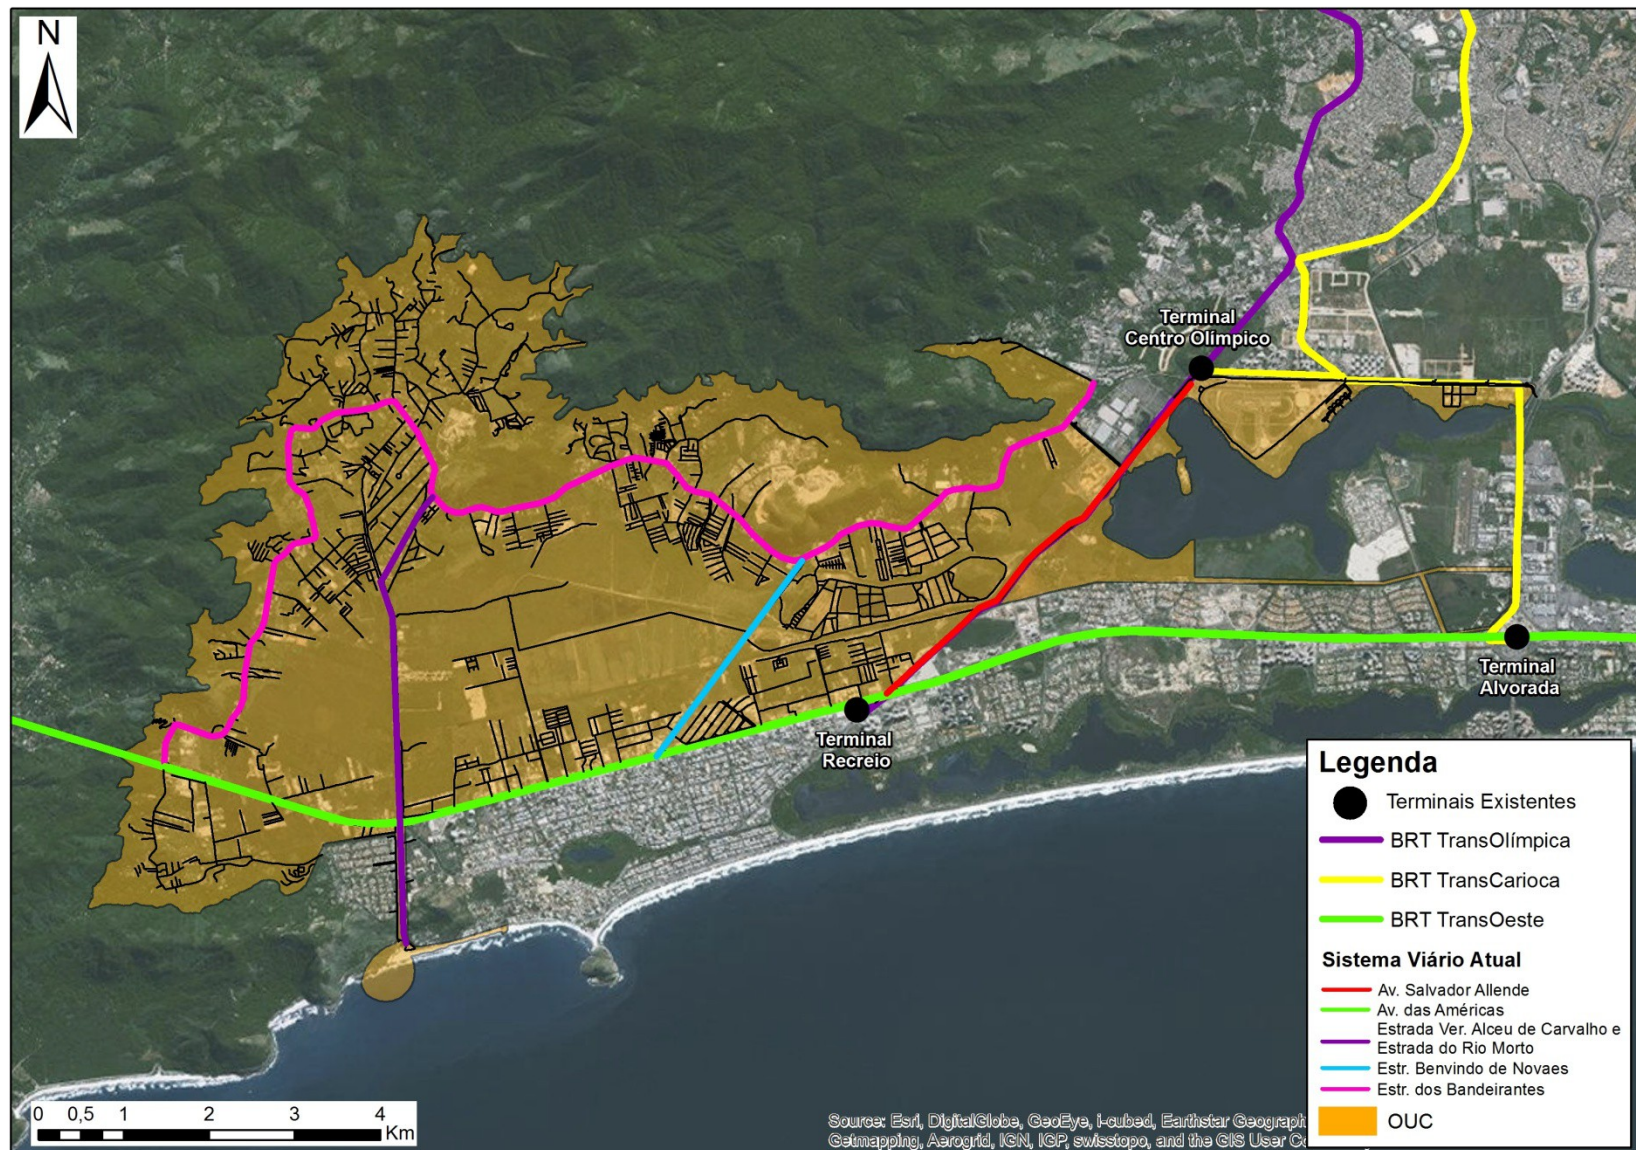 N
Terminal
Centro Olímpico
Terminal
Alvorada
Terminal
Recreio
Legenda
Terminais Existentes
BRT TransOlímpica
BRT TransCarioca
BRT TransOeste
Sistema Viário Atual
Av. Salvador Allende
Av. das Américas
Estrada Ver. Alceu de Carvalho e
Estrada do Rio Morto
Estr. Benvindo de Novaes
Estr. dos Bandeirantes
OUC
0 0,5 1 2 3 4
Km
Source: Esri, DigitalGlobe, GeoEye, i-cubed, Earthstar Geograph
Getmapping, Aerogrid, IGN, IGP, swisstopo, and the GIS User C